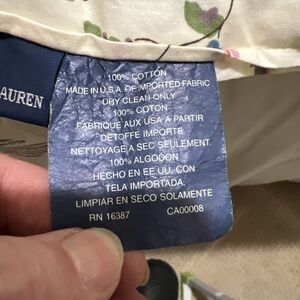 LAUREN
100% COTTON
MADE IN U.S.A. OF IMPORTED FABRIC
DRY CLEAN ONLY
100% COTON
FABRIQUÉ AUX USA A PARTIR
DETOFFE IMPORTE
NETTOYAGE A SEC SEULEMENT
100% ALGODON
HECHO EN EE.UU. CON
TELA IMPORTADA.
LIMPIAR EN SECO SOLAMENTE
RN 16387 CA00008